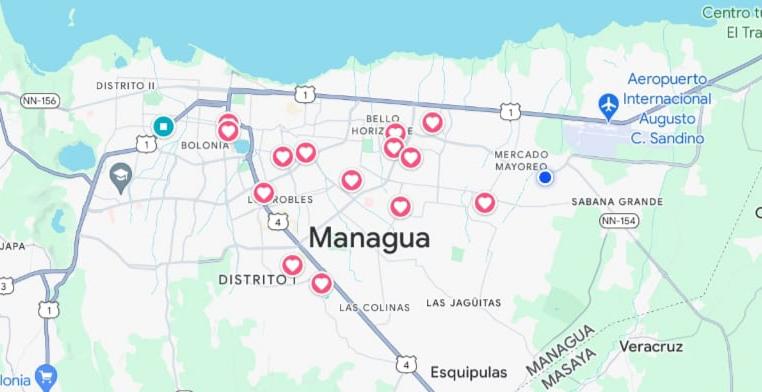 Centro tu
El Tra
DISTRITO II
NN-156
1
Aeropuerto
Internacional
Augusto
C. Sandino
1
BELLO
HORIZONTE
1
BOLONIA
MERCADO
MAYOREO
LOS ROBLES
SABANA GRANDE
NN-154
4
Managua
JAPA
DISTRITO I
3
LAS COLINAS
LAS JAGÜITAS
1
MANAGUA
MASAYA
Veracruz
4
Esquipulas
lonia